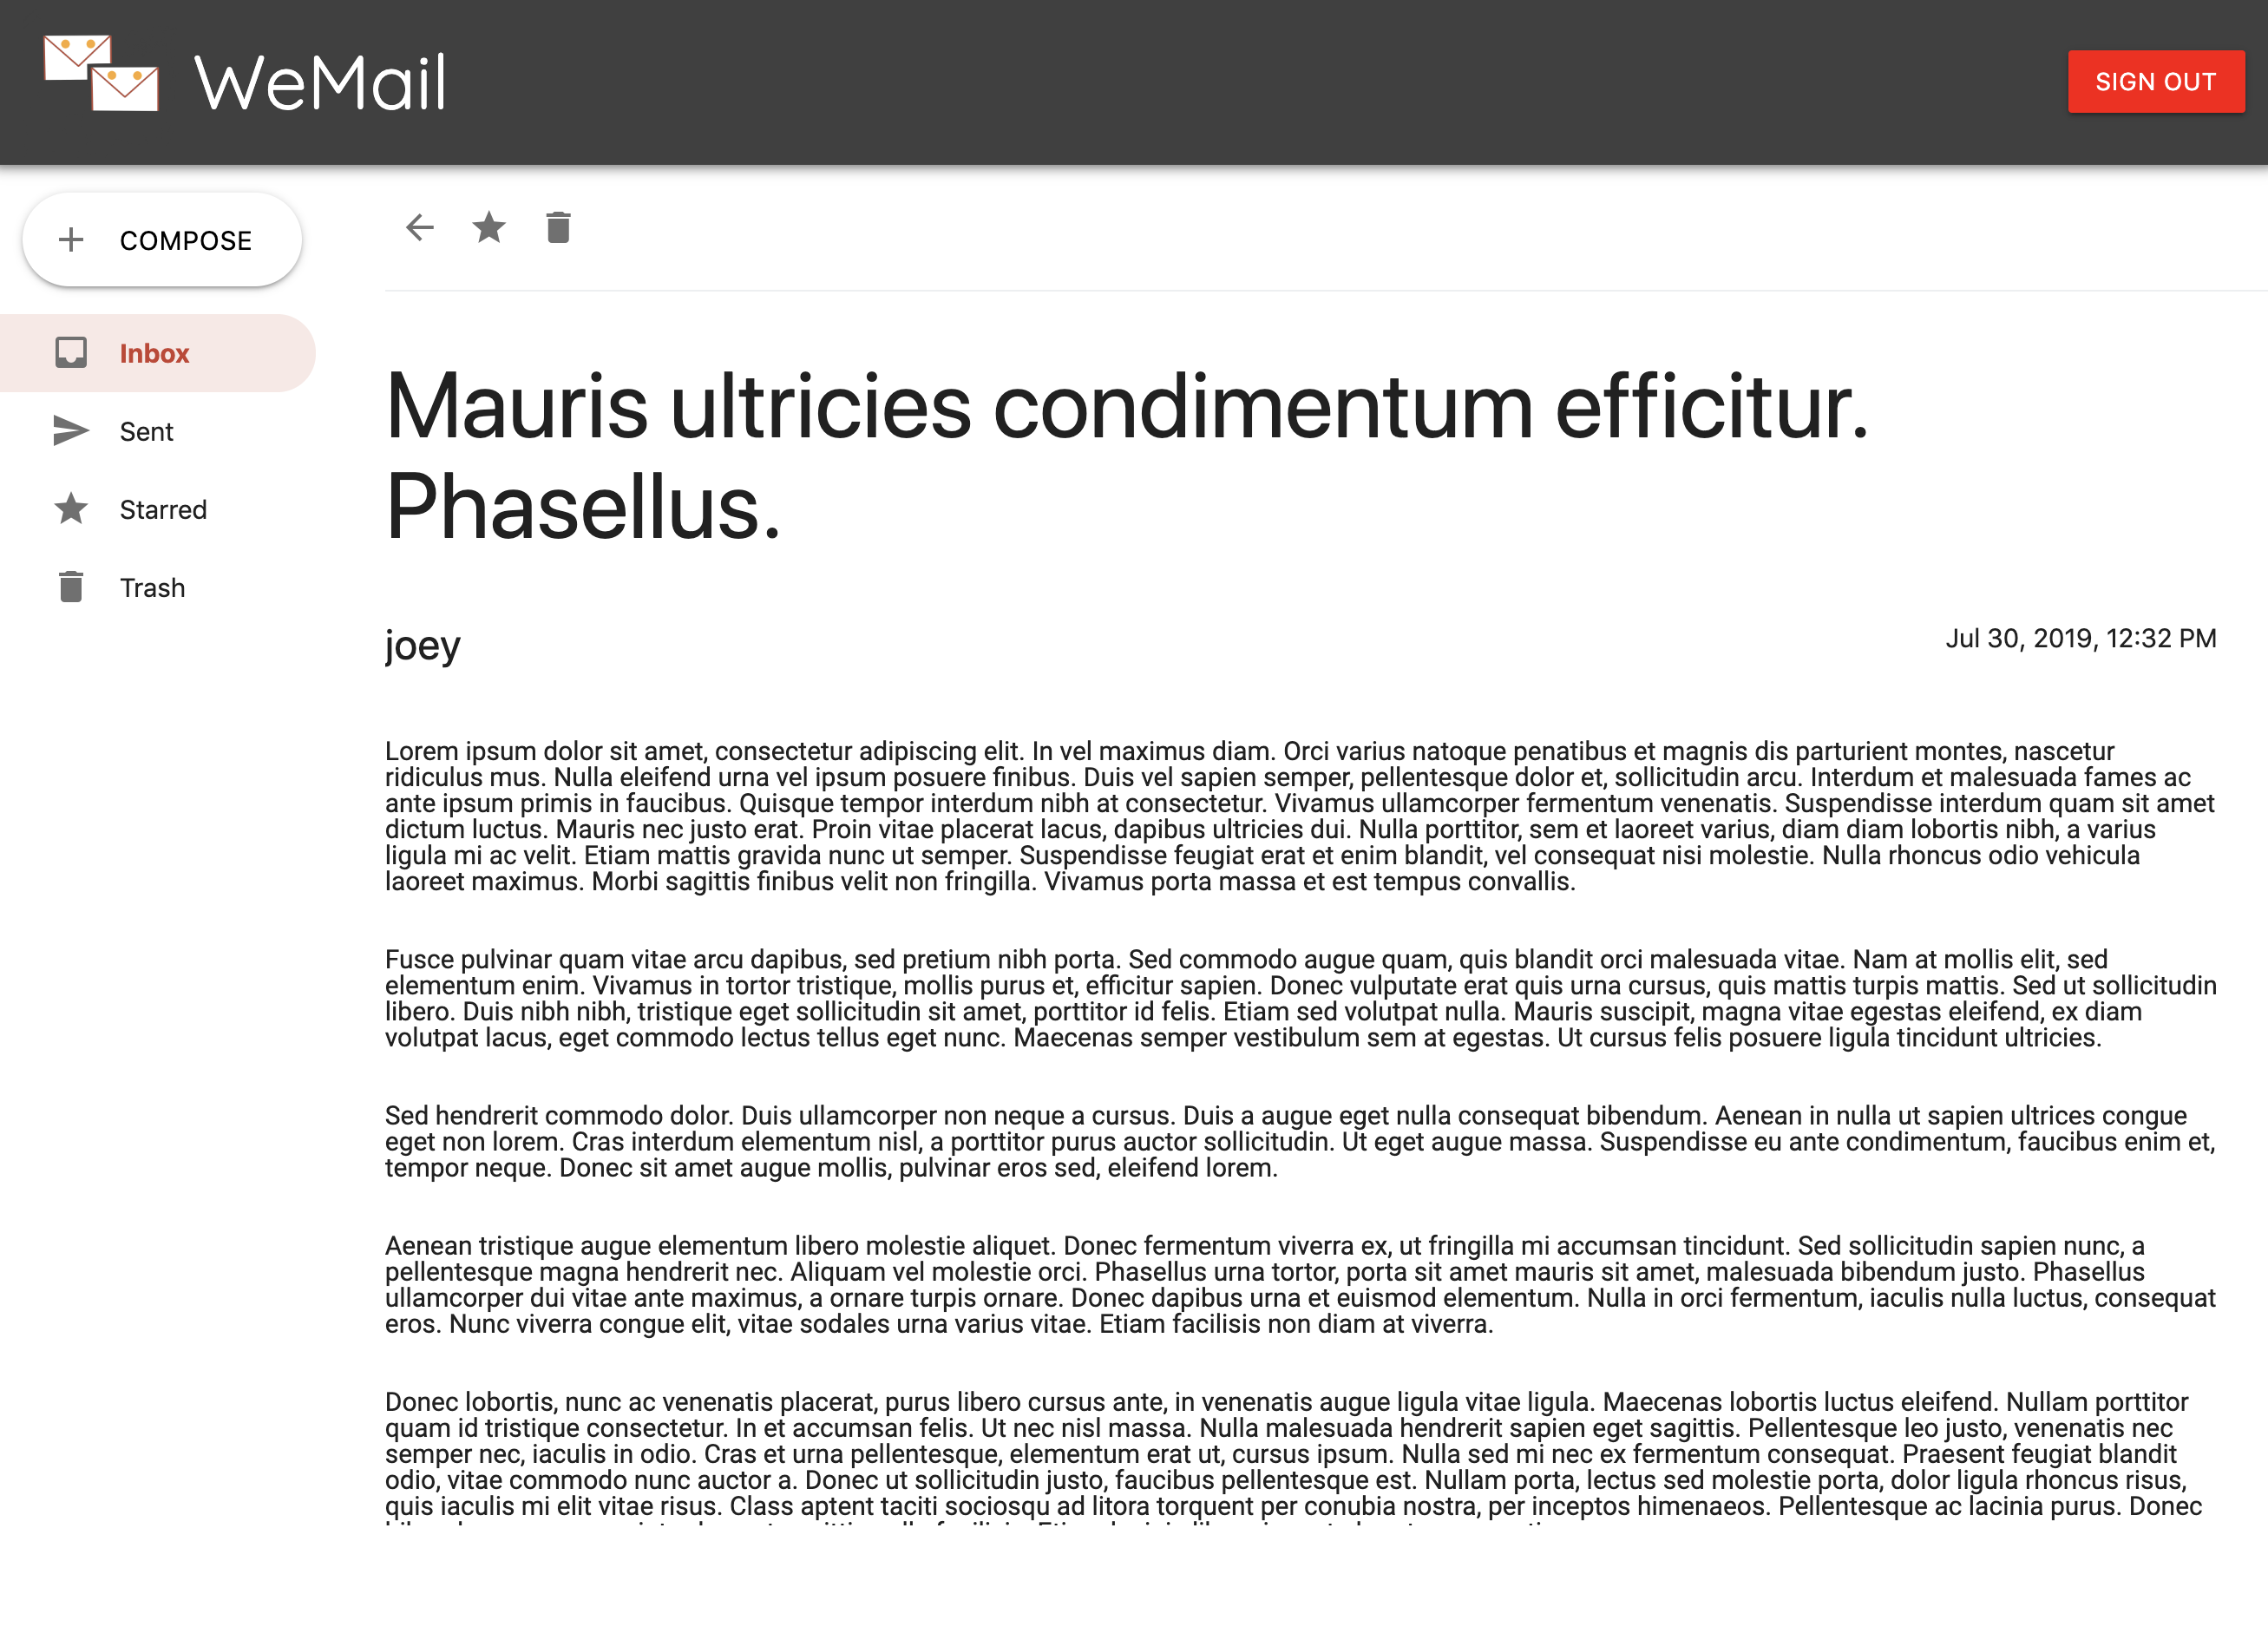 WeMail
SIGN OUT
COMPOSE
Inbox
Sent
Starred
Trash
Mauris ultricies condimentum efficitur.
Phasellus.
joey
Jul 30, 2019, 12:32 PM
Lorem ipsum dolor sit amet, consectetur adipiscing elit. In vel maximus diam. Orci varius natoque penatibus et magnis dis parturient montes, nascetur
ridiculus mus. Nulla eleifend urna vel ipsum posuere finibus. Duis vel sapien semper, pellentesque dolor et, sollicitudin arcu. Interdum et malesuada fames ac
ante ipsum primis in faucibus. Quisque tempor interdum nibh at consectetur. Vivamus ullamcorper fermentum venenatis. Suspendisse interdum quam sit amet
dictum luctus. Mauris nec justo erat. Proin vitae placerat lacus, dapibus ultricies dui. Nulla porttitor, sem et laoreet varius, diam diam lobortis nibh, a varius
ligula mi ac velit. Etiam mattis gravida nunc ut semper. Suspendisse feugiat erat et enim blandit, vel consequat nisi molestie. Nulla rhoncus odio vehicula
laoreet maximus. Morbi sagittis finibus velit non fringilla. Vivamus porta massa et est tempus convallis.
Fusce pulvinar quam vitae arcu dapibus, sed pretium nibh porta. Sed commodo augue quam, quis blandit orci malesuada vitae. Nam at mollis elit, sed
elementum enim. Vivamus in tortor tristique, mollis purus et, efficitur sapien. Donec vulputate erat quis urna cursus, quis mattis turpis mattis. Sed ut sollicitudin
libero. Duis nibh nibh, tristique eget sollicitudin sit amet, porttitor id felis. Etiam sed volutpat nulla. Mauris suscipit, magna vitae egestas eleifend, ex diam
volutpat lacus, eget commodo lectus tellus eget nunc. Maecenas semper vestibulum sem at egestas. Ut cursus felis posuere ligula tincidunt ultricies.
Sed hendrerit commodo dolor. Duis ullamcorper non neque a cursus. Duis a augue eget nulla consequat bibendum. Aenean in nulla ut sapien ultrices congue
eget non lorem. Cras interdum elementum nisl, a porttitor purus auctor sollicitudin. Ut eget augue massa. Suspendisse eu ante condimentum, faucibus enim et,
tempor neque. Donec sit amet augue mollis, pulvinar eros sed, eleifend lorem.
Aenean tristique augue elementum libero molestie aliquet. Donec fermentum viverra ex, ut fringilla mi accumsan tincidunt. Sed sollicitudin sapien nunc, a
pellentesque magna hendrerit nec. Aliquam vel molestie orci. Phasellus urna tortor, porta sit amet mauris sit amet, malesuada bibendum justo. Phasellus
ullamcorper dui vitae ante maximus, a ornare turpis ornare. Donec dapibus urna et euismod elementum. Nulla in orci fermentum, iaculis nulla luctus, consequat
eros. Nunc viverra congue elit, vitae sodales urna varius vitae. Etiam facilisis non diam at viverra.
Donec lobortis, nunc ac venenatis placerat, purus libero cursus ante, in venenatis augue ligula vitae ligula. Maecenas lobortis luctus eleifend. Nullam porttitor
quam id tristique consectetur. In et accumsan felis. Ut nec nisl massa. Nulla malesuada hendrerit sapien eget sagittis. Pellentesque leo justo, venenatis nec
semper nec, iaculis in odio. Cras et urna pellentesque, elementum erat ut, cursus ipsum. Nulla sed mi nec ex fermentum consequat. Praesent feugiat blandit
odio, vitae commodo nunc auctor a. Donec ut sollicitudin justo, faucibus pellentesque est. Nullam porta, lectus sed molestie porta, dolor ligula rhoncus risus,
quis iaculis mi elit vitae risus. Class aptent taciti sociosqu ad litora torquent per conubia nostra, per inceptos himenaeos. Pellentesque ac lacinia purus. Donec